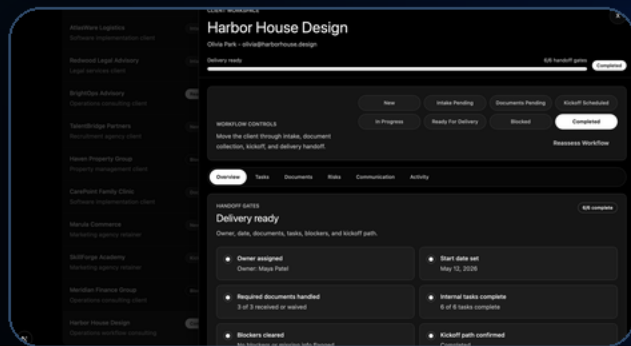 CLIENT WORKSPACE
X
Harbor House Design
Olivia Park - olivia@harborhouse.design
Delivery ready
6/6 handoff gates
Completed
New
Intake Pending
Documents Pending
Kickoff Scheduled
In Progress
Ready For Delivery
Blocked
Completed
WORKFLOW CONTROLS
Move the client through intake, document
collection, kickoff, and delivery handoff.
Reassess Workflow
Overview
Tasks
Documents
Risks
Communication
Activity
HANDOFF GATES
6/6 complete
Delivery ready
Owner, date, documents, tasks, blockers, and kickoff path.
Owner assigned
Owner: Maya Patel
Start date set
May 12, 2026
Required documents handled
3 of 3 received or waived
Internal tasks complete
6 of 6 tasks complete
Blockers cleared
No blockers or missing info flagged
Kickoff path confirmed
Completed
AtlasWare Logistics
Software implementation client
Redwood Legal Advisory
Legal services client
BrightOps Advisory
Operations consulting client
TalentBridge Partners
Recruitment agency client
Haven Property Group
Property management client
CarePoint Family Clinic
Software implementation client
Marula Commerce
Marketing agency retainer
SkillForge Academy
Marketing agency retainer
Meridian Finance Group
Operations consulting client
Harbor House Design
Operations workflow consulting